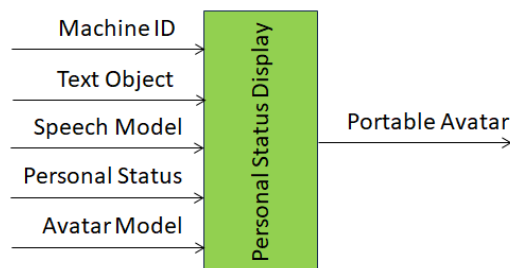 Machine ID
Text Object
Speech Model
Personal Status
Avatar Model
Personal Status Display
Portable Avatar